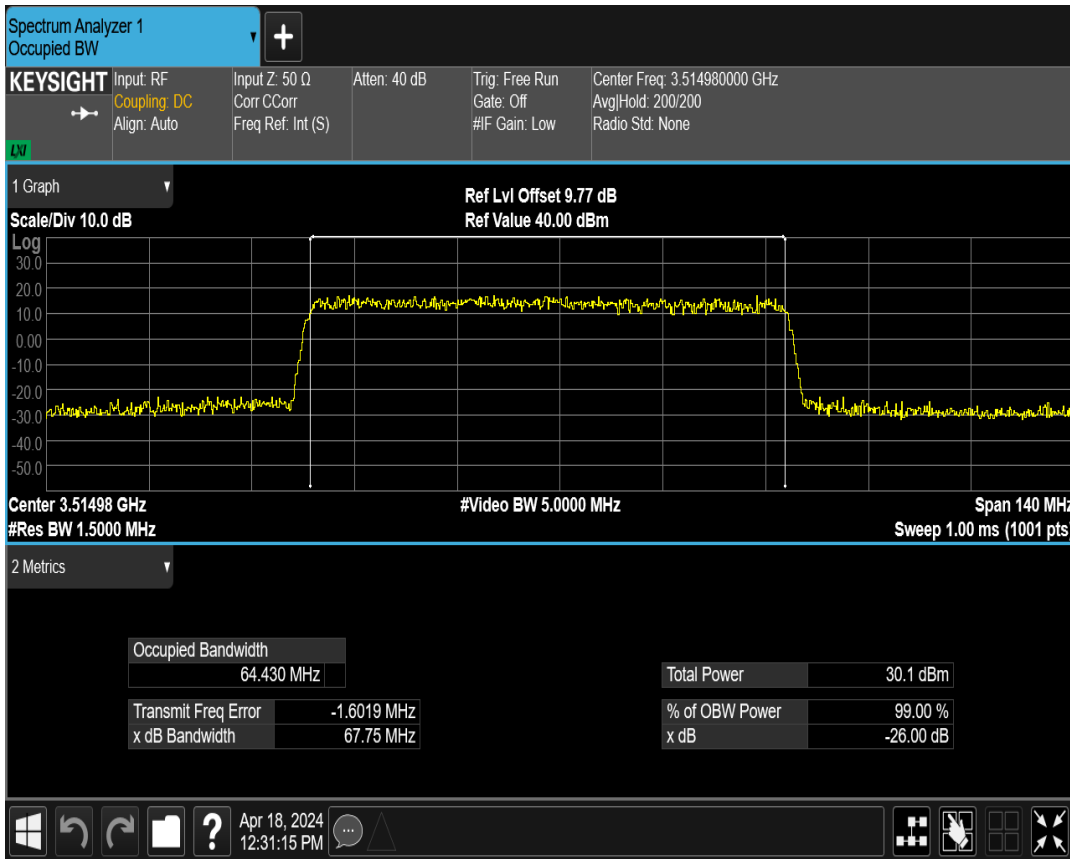 Spectrum Analyzer 1
Occupied BW
+
KEYSIGHT
LXI
Input: RF
Coupling: DC
Align: Auto
Input Z: 50 Ω
Corr CCorr
Freq Ref: Int (S)
Atten: 40 dB
Trig: Free Run
Gate: Off
#IF Gain: Low
Center Freq: 3.514980000 GHz
Avg|Hold: 200/200
Radio Std: None
1 Graph
Scale/Div 10.0 dB
Ref Lvl Offset 9.77 dB
Ref Value 40.00 dBm
Log
30.0
20.0
10.0
0.00
-10.0
-20.0
-30.0
-40.0
-50.0
Center 3.51498 GHz
#Video BW 5.0000 MHz
Span 140 MHz
#Res BW 1.5000 MHz
Sweep 1.00 ms (1001 pts)
2 Metrics
Occupied Bandwidth
64.430 MHz
Total Power 30.1 dBm
Transmit Freq Error -1.6019 MHz
% of OBW Power 99.00 %
x dB Bandwidth 67.75 MHz
x dB -26.00 dB
?
Apr 18, 2024
12:31:15 PM